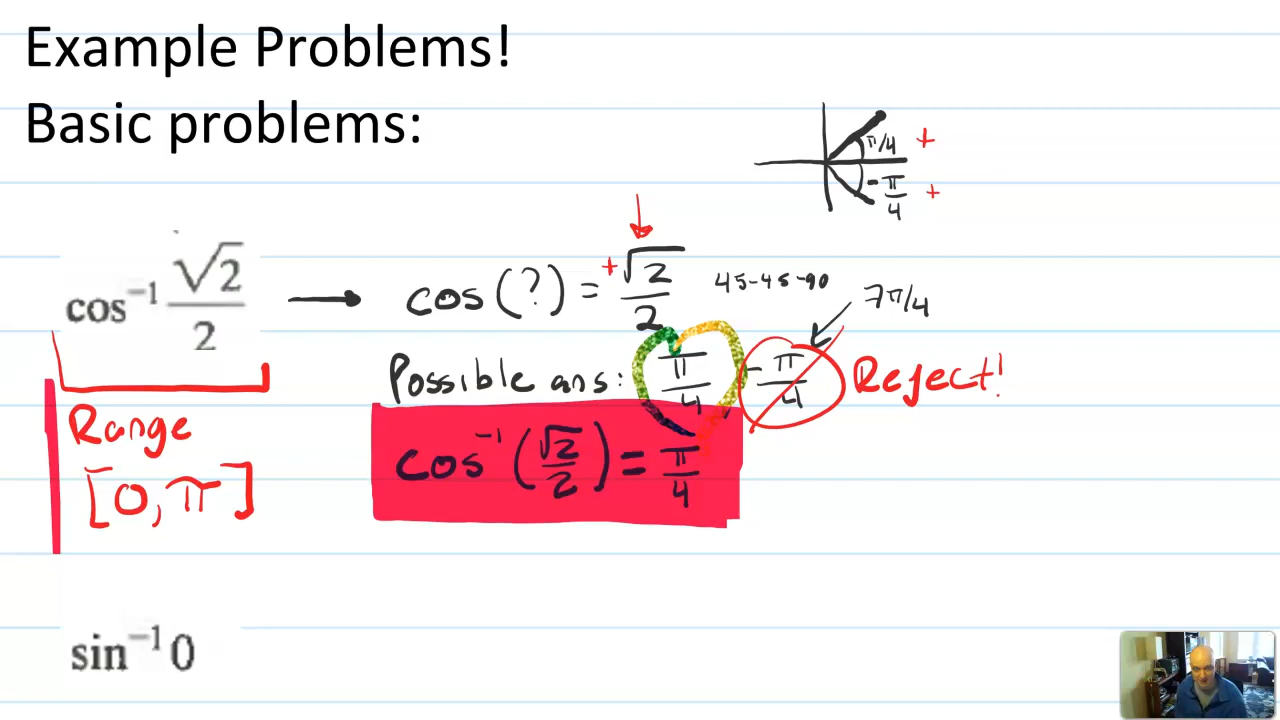 Example Problems!
Basic problems:
π/4 +
-π/4 +
cos⁻¹ √2/2 → cos(?) = +√2/2
45-45-90
7π/4
Possible ans: π/4, -π/4 Reject!
Range
[0, π]
cos⁻¹(√2/2) = π/4
sin⁻¹ 0